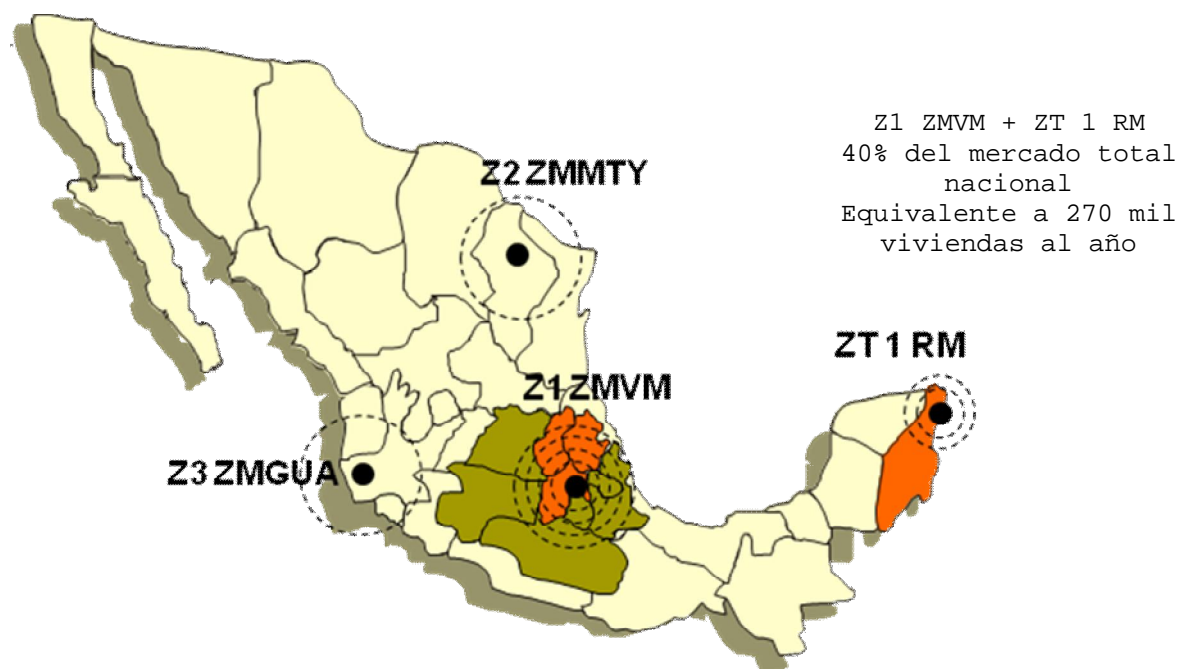 Z1 ZMVM + ZT 1 RM
40% del mercado total
nacional
Equivalente a 270 mil
viviendas al año
Z2 ZMMTY
ZT 1 RM
Z1 ZMVM
Z3 ZMGUA